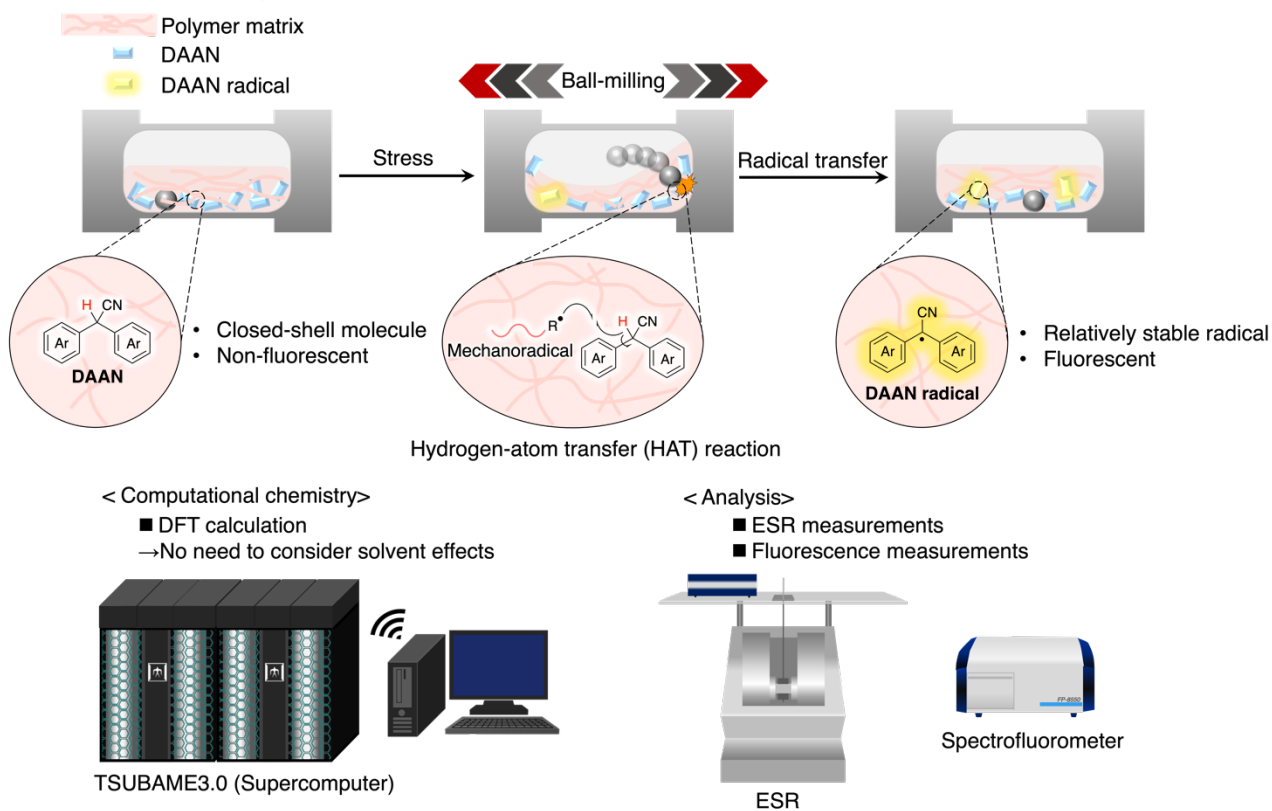 Polymer matrix
DAAN
DAAN radical
Ball-milling
Stress
Radical transfer
H CN
Ar Ar
DAAN
• Closed-shell molecule
• Non-fluorescent
R•
Mechanoradical
H CN
Ar Ar
CN
Ar Ar
DAAN radical
• Relatively stable radical
• Fluorescent
Hydrogen-atom transfer (HAT) reaction
< Computational chemistry>
■ DFT calculation
→No need to consider solvent effects
TSUBAME3.0 (Supercomputer)
< Analysis>
■ ESR measurements
■ Fluorescence measurements
ESR
FP-8550
Spectrofluorometer